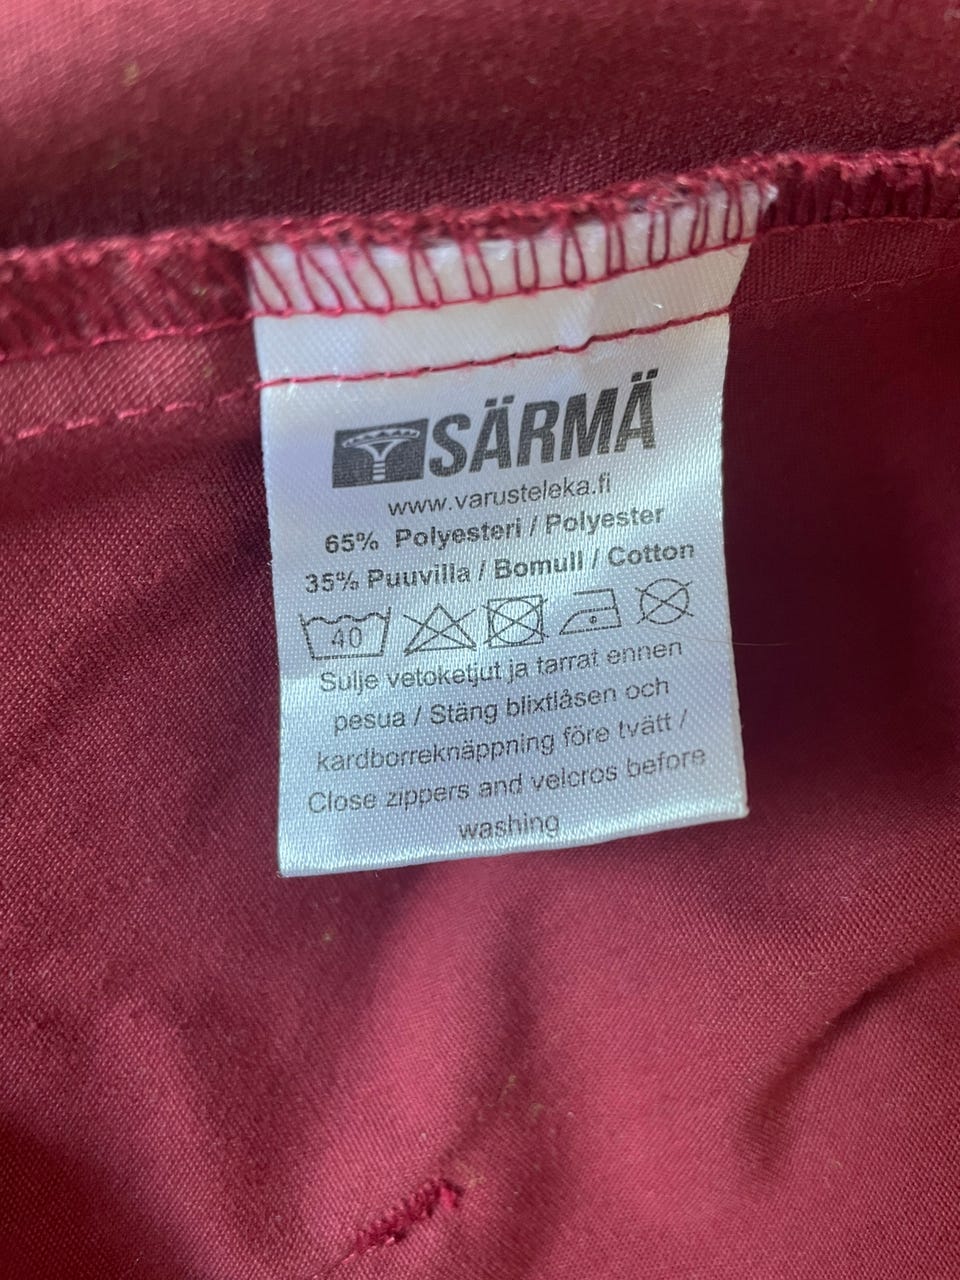 SÄRMÄ
www.varusteleka.fi
65% Polyesteri / Polyester
35% Puuvilla / Bomull / Cotton
40
Sulje vetoketjut ja tarrat ennen
pesua / Stäng blixtlåsen och
kardborreknäppning före tvätt /
Close zippers and velcros before
washing